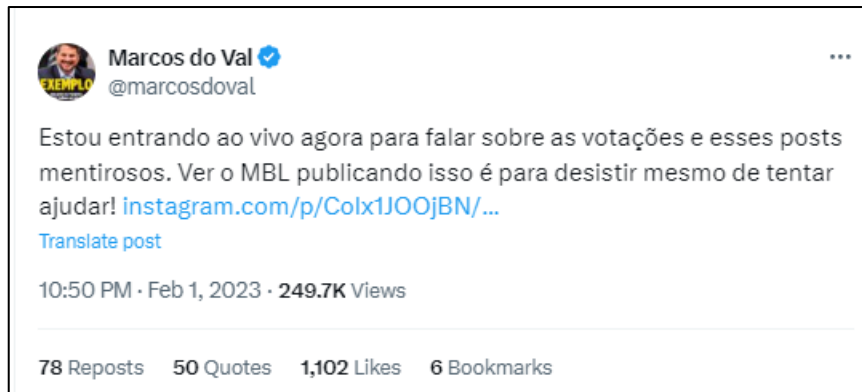 Marcos do Val
@marcosdoval
EXEMPLO
Estou entrando ao vivo agora para falar sobre as votações e esses posts
mentirosos. Ver o MBL publicando isso é para desistir mesmo de tentar
ajudar! instagram.com/p/Colx1JOOjBN/...
Translate post
10:50 PM · Feb 1, 2023 · 249.7K Views
78 Reposts 50 Quotes 1,102 Likes 6 Bookmarks